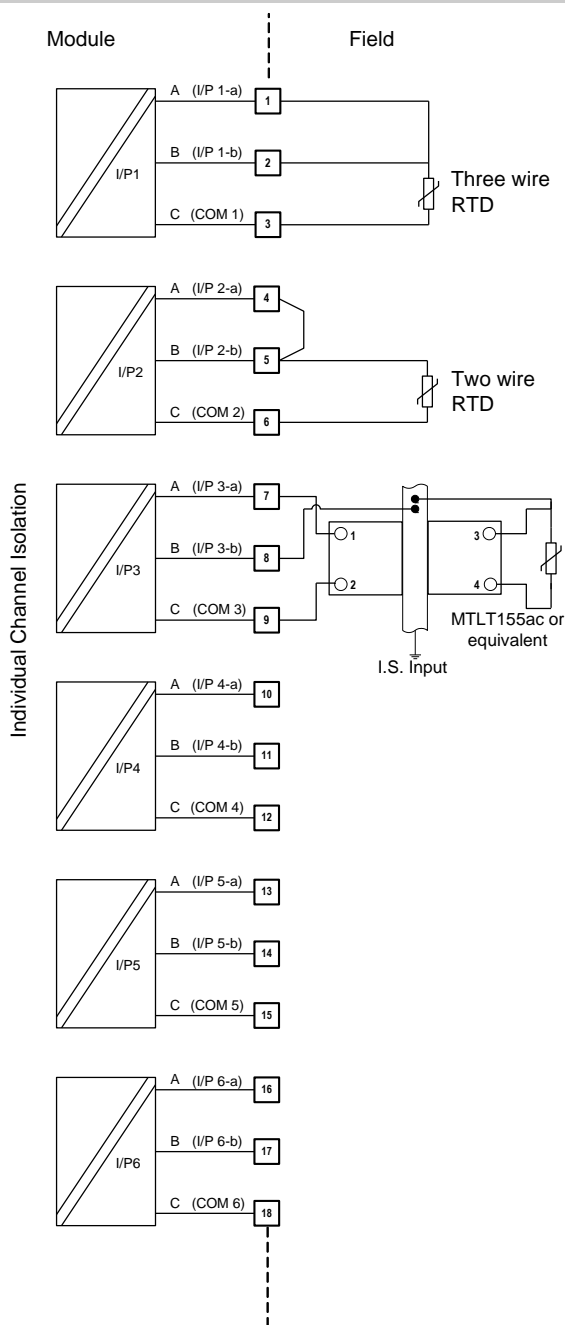 Module
Field
A (I/P 1-a) 1
B (I/P 1-b) 2
I/P1
C (COM 1) 3
Three wire
RTD
A (I/P 2-a) 4
B (I/P 2-b) 5
I/P2
C (COM 2) 6
Two wire
RTD
Individual Channel Isolation
A (I/P 3-a) 7
B (I/P 3-b) 8
I/P3
C (COM 3) 9
1
2
3
4
MTLT155ac or
equivalent
I.S. Input
A (I/P 4-a) 10
B (I/P 4-b) 11
I/P4
C (COM 4) 12
A (I/P 5-a) 13
B (I/P 5-b) 14
I/P5
C (COM 5) 15
A (I/P 6-a) 16
B (I/P 6-b) 17
I/P6
C (COM 6) 18